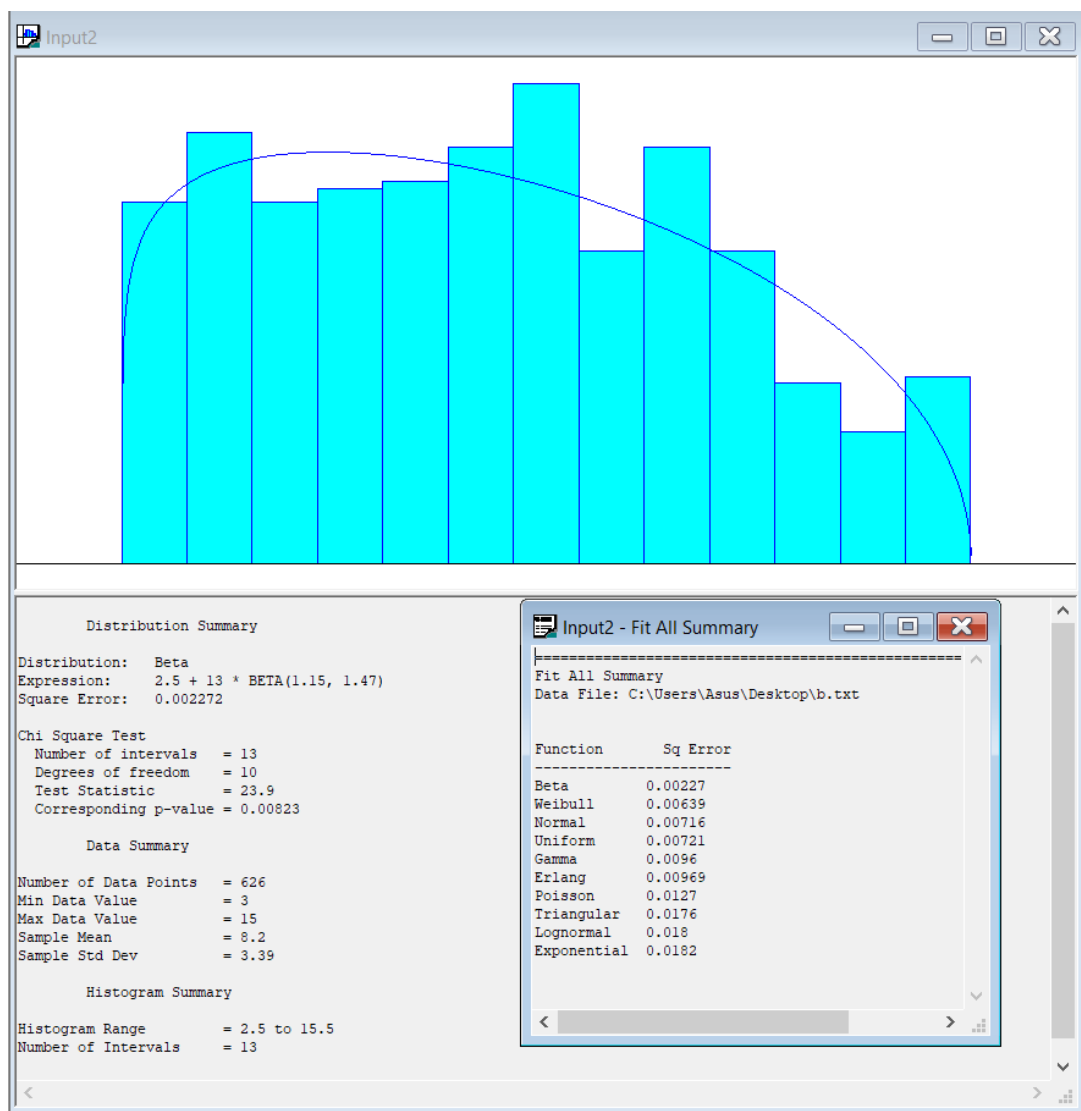 Input2
Distribution Summary
Distribution: Beta
Expression: 2.5 + 13 * BETA(1.15, 1.47)
Square Error: 0.002272
Chi Square Test
Number of intervals = 13
Degrees of freedom = 10
Test Statistic = 23.9
Corresponding p-value = 0.00823
Data Summary
Number of Data Points = 626
Min Data Value = 3
Max Data Value = 15
Sample Mean = 8.2
Sample Std Dev = 3.39
Histogram Summary
Histogram Range = 2.5 to 15.5
Number of Intervals = 13
Input2 - Fit All Summary
Fit All Summary
Data File: C:\Users\Asus\Desktop\b.txt
Function Sq Error
-----------------------
Beta 0.00227
Weibull 0.00639
Normal 0.00716
Uniform 0.00721
Gamma 0.0096
Erlang 0.00969
Poisson 0.0127
Triangular 0.0176
Lognormal 0.018
Exponential 0.0182